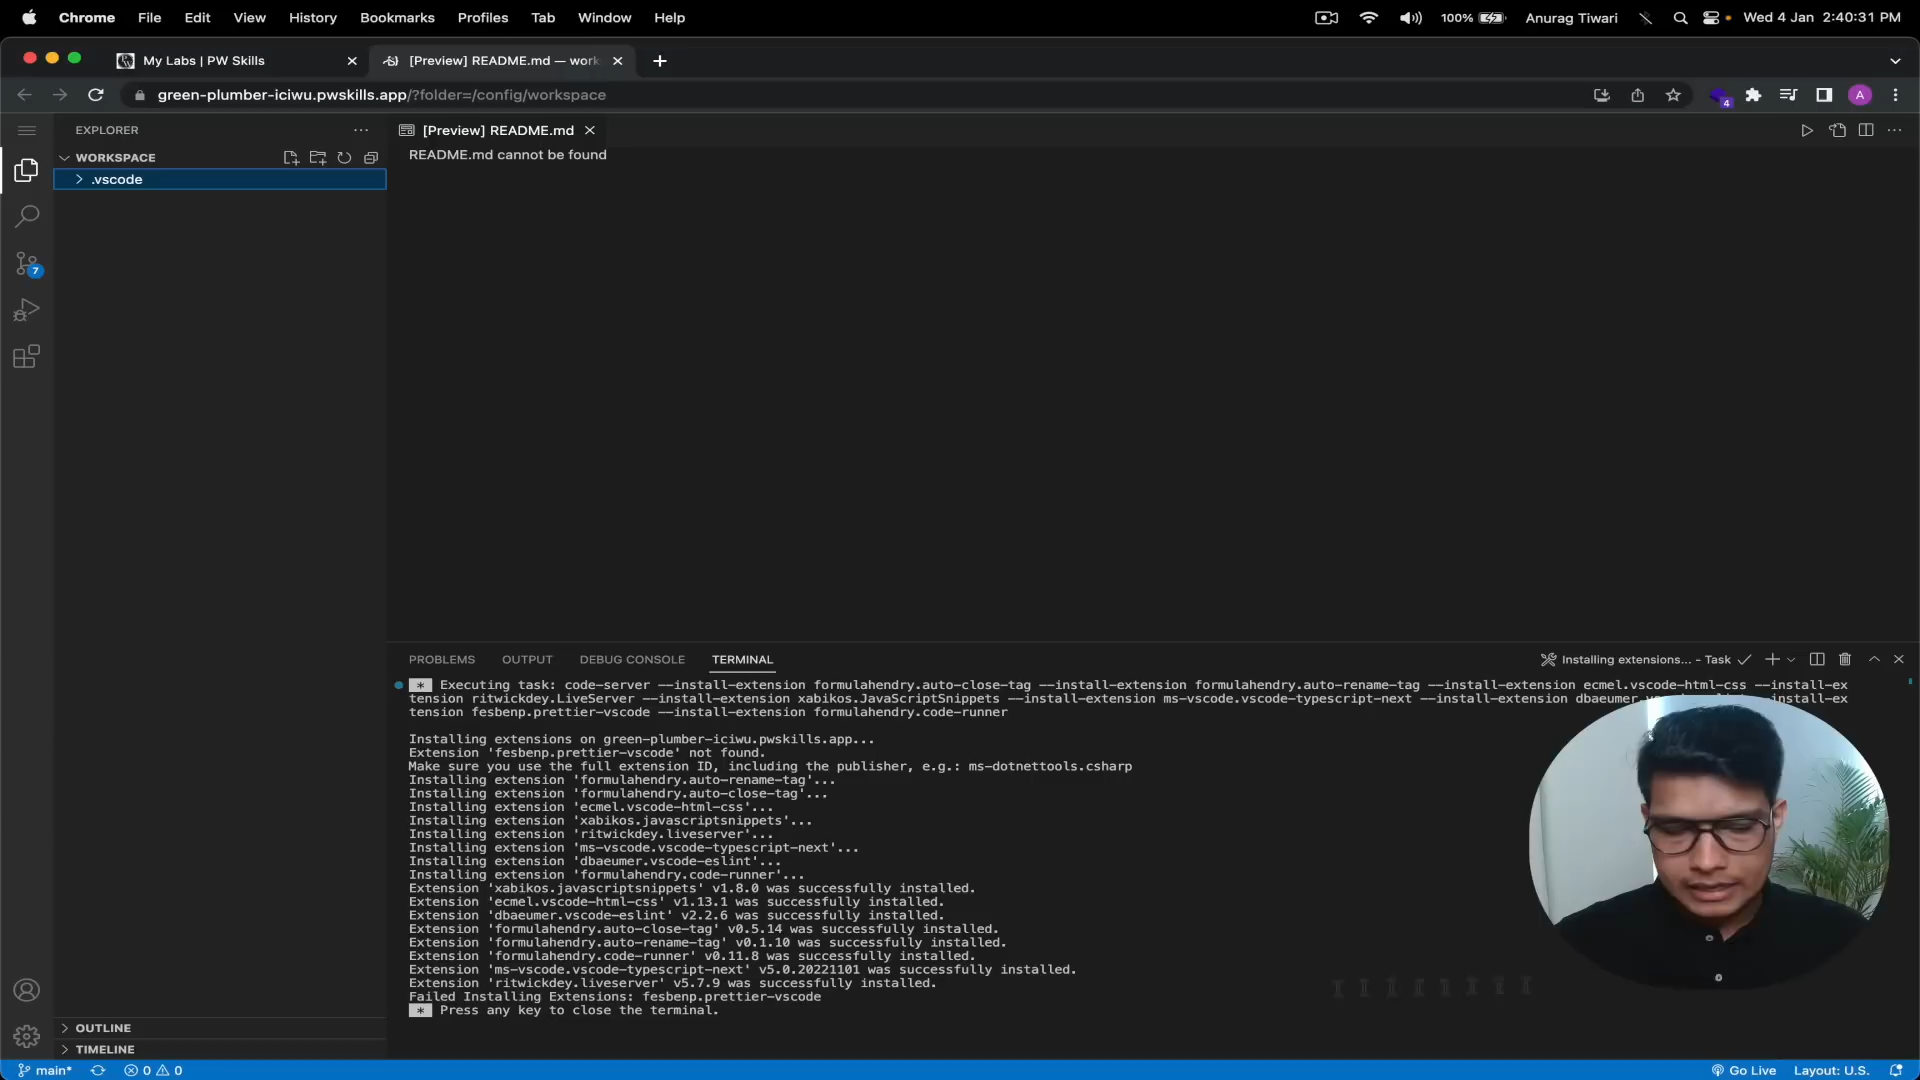 Chrome File Edit View History Bookmarks Profiles Tab Window Help 100% Anurag Tiwari Wed 4 Jan 2:40:31 PM
My Labs | PW Skills [Preview] README.md — work
green-plumber-iciwu.pwskills.app/?folder=/config/workspace 4 A
EXPLORER
[Preview] README.md
WORKSPACE
README.md cannot be found
.vscode
7
PROBLEMS OUTPUT DEBUG CONSOLE TERMINAL Installing extensions... - Task
* Executing task: code-server --install-extension formulahendry.auto-close-tag --install-extension formulahendry.auto-rename-tag --install-extension ecmel.vscode-html-css --install-ex
tension ritwickdey.LiveServer --install-extension xabikos.JavaScriptSnippets --install-extension ms-vscode.vscode-typescript-next --install-extension
tension fesbenp.prettier-vscode --install-extension formulahendry.code-runner
Installing extensions on green-plumber-iciwu.pwskills.app...
Extension 'fesbenp.prettier-vscode' not found.
Make sure you use the full extension ID, including the publisher, e.g.: ms-dotnettools.csharp
Installing extension 'formulahendry.auto-rename-tag'...
Installing extension 'formulahendry.auto-close-tag'...
Installing extension 'ecmel.vscode-html-css'...
Installing extension 'xabikos.javascriptsnippets'...
Installing extension 'ritwickdey.liveserver'...
Installing extension 'ms-vscode.vscode-typescript-next'...
Installing extension 'dbaeumer.vscode-eslint'...
Installing extension 'formulahendry.code-runner'...
Extension 'xabikos.javascriptsnippets' v1.8.0 was successfully installed.
Extension 'ecmel.vscode-html-css' v1.13.1 was successfully installed.
Extension 'dbaeumer.vscode-eslint' v2.2.6 was successfully installed.
Extension 'formulahendry.auto-close-tag' v0.5.14 was successfully installed.
Extension 'formulahendry.auto-rename-tag' v0.1.10 was successfully installed.
Extension 'formulahendry.code-runner' v0.11.8 was successfully installed.
Extension 'ms-vscode.vscode-typescript-next' v5.0.20221101 was successfully installed.
Extension 'ritwickdey.liveserver' v5.7.9 was successfully installed.
Failed Installing Extensions: fesbenp.prettier-vscode
* Press any key to close the terminal.
OUTLINE
TIMELINE
main* 0 0 Go Live Layout: U.S.